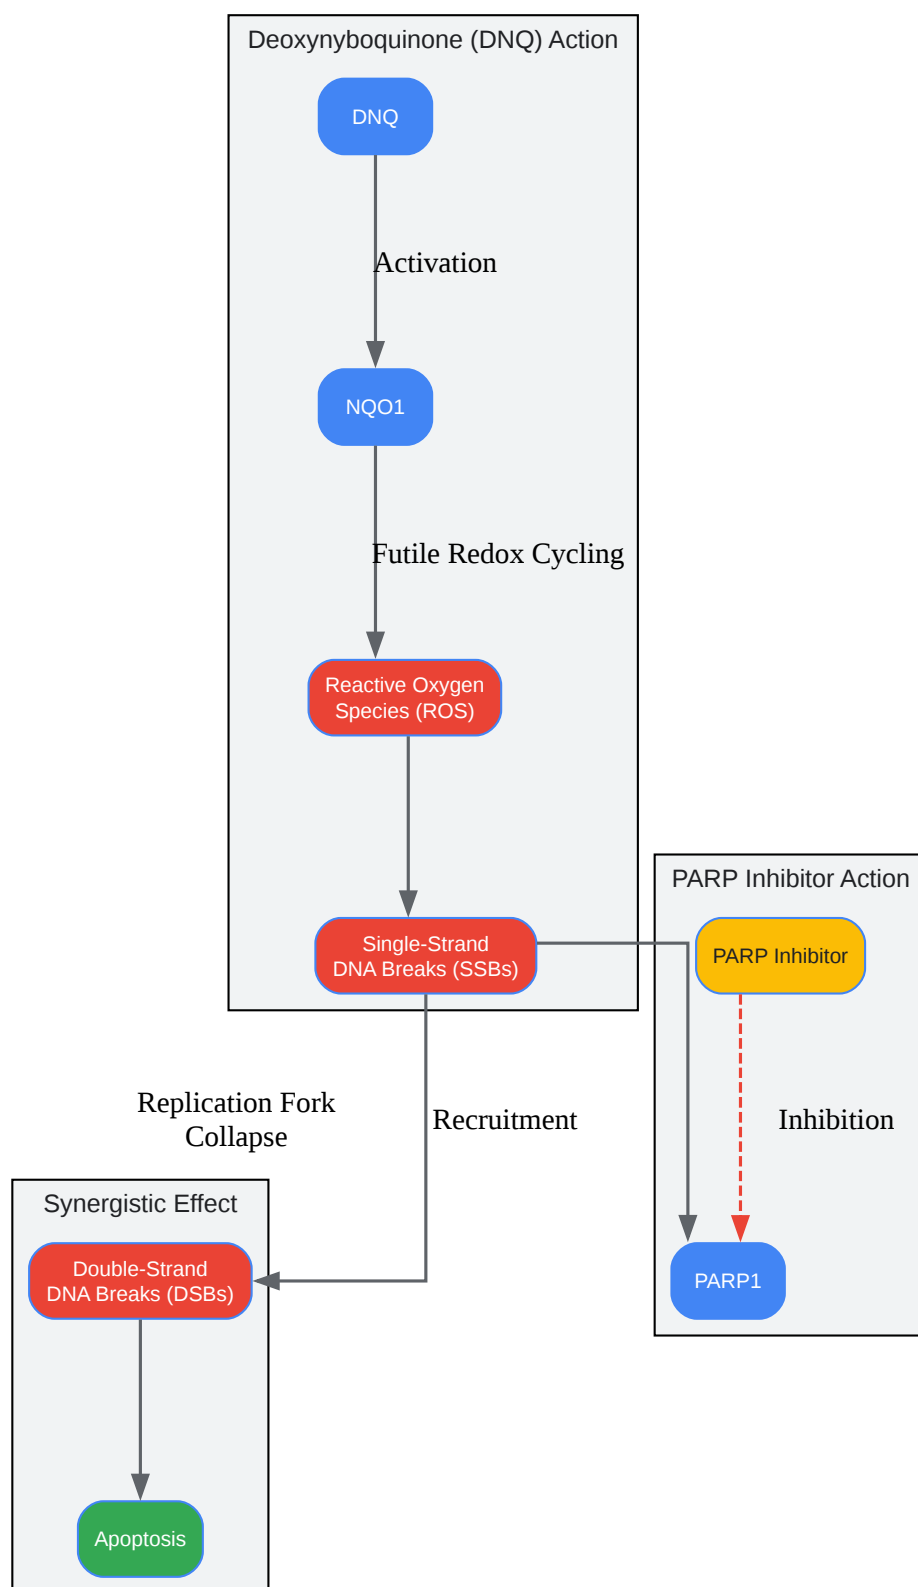 Deoxynyboquinone (DNQ) Action
DNQ
Activation
NQO1
Futile Redox Cycling
Reactive Oxygen
Species (ROS)
Single-Strand
DNA Breaks (SSBs)
PARP Inhibitor Action
PARP Inhibitor
Replication Fork
Collapse
Recruitment
Inhibition
Synergistic Effect
Double-Strand
DNA Breaks (DSBs)
PARP1
Apoptosis